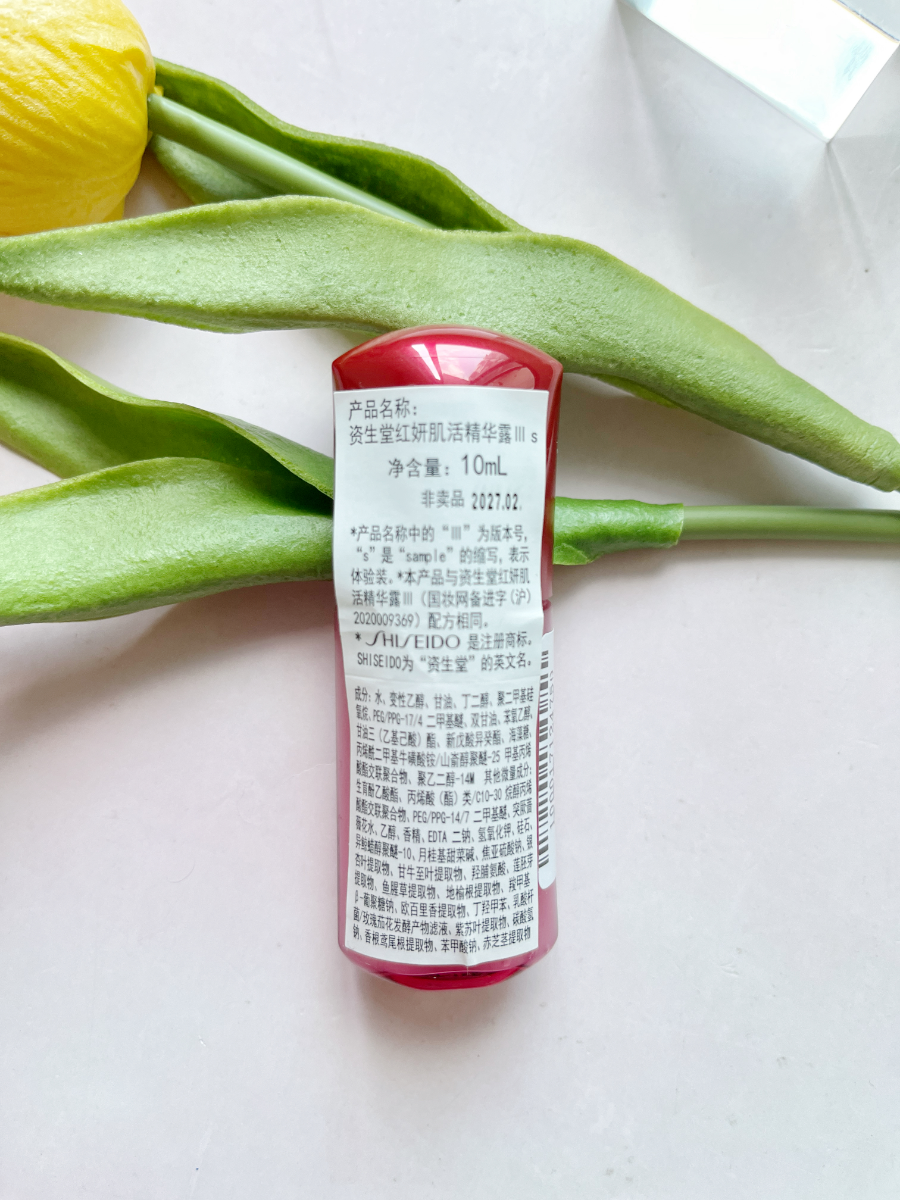 产品名称：
资生堂红妍肌活精华露Ⅲ s
净含量：10mL
非卖品 2027.02.
*产品名称中的“Ⅲ”为版本号，
“s”是“sample”的缩写，表示
体验装。*本产品与资生堂红妍肌
活精华露Ⅲ（国妆网备进字（沪）
2020009369）配方相同。
* SHISEIDO 是注册商标。
SHISEIDO为“资生堂”的英文名。
成分：水、变性乙醇、甘油、丁二醇、聚二甲基硅
氧烷、PEG/PPG-17/4 二甲基醚、双甘油、苯氧乙醇、
甘油三（乙基己酸）酯、新戊酸异癸酯、海藻糖、
丙烯酰二甲基牛磺酸铵/山嵛醇聚醚-25 甲基丙烯
酸酯交联聚合物、聚乙二醇-14M 其他微量成分：
生育酚乙酸酯、丙烯酸（酯）类/C10-30 烷醇丙烯
酸酯交联聚合物、PEG/PPG-14/7 二甲基醚、突厥蔷
薇花水、乙醇、香精、EDTA 二钠、氢氧化钾、硅石、
异鲸蜡醇聚醚-10、月桂基甜菜碱、焦亚硫酸钠、银
杏叶提取物、甘牛至叶提取物、羟脯氨酸、莲胚芽
提取物、鱼腥草提取物、地榆根提取物、羧甲基
β-葡聚糖钠、欧百里香提取物、丁羟甲苯、乳酸杆
菌/玫瑰茄花发酵产物滤液、紫苏叶提取物、碳酸氢
钠、香根鸢尾根提取物、苯甲酸钠、赤芝茎提取物